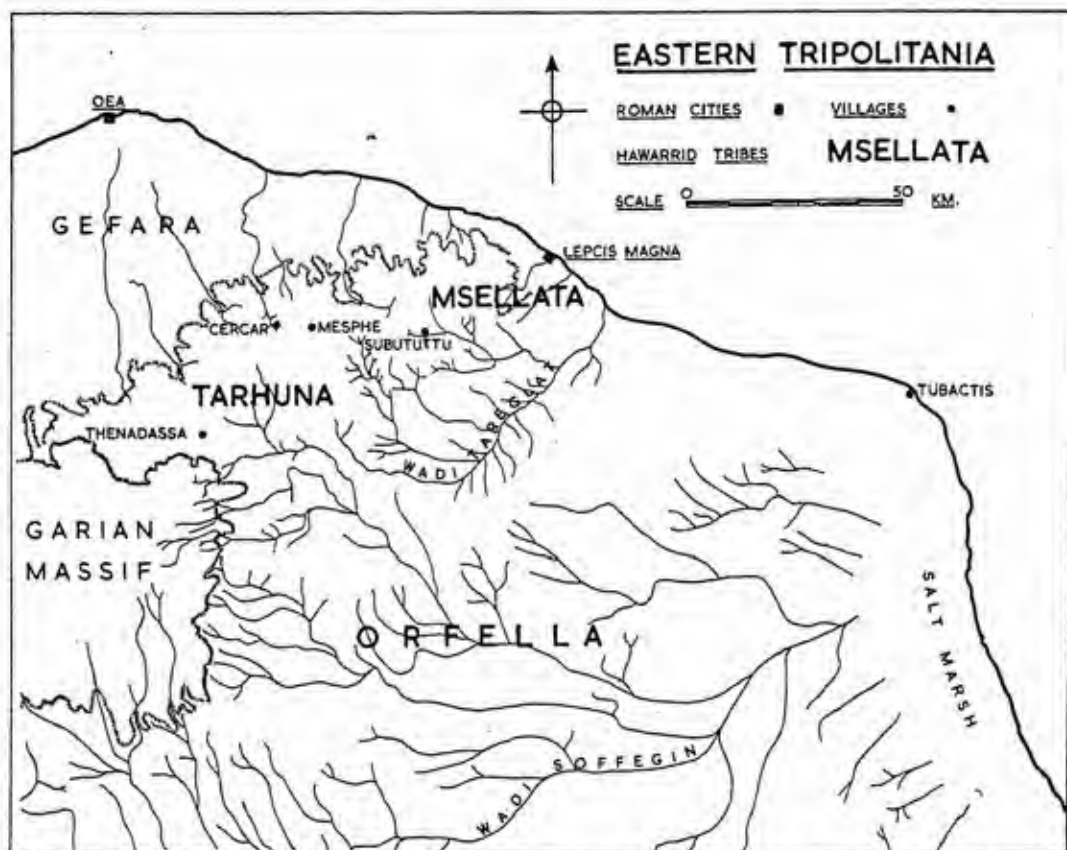 EASTERN TRIPOLITANIA
ROMAN CITIES VILLAGES
HAWARRID TRIBES MSELLATA
SCALE 0 50 KM.
OEA
GEFARA
LEPCIS MAGNA
MSELLATA
CERCAR MESPHE
SUBUTUTTU
TARHUNA
TUBACTIS
THENADASSA
WADI TAREGLAT
GARIAN
MASSIF
ORFELLA
SALT MARSH
WADI SOFFEGIN